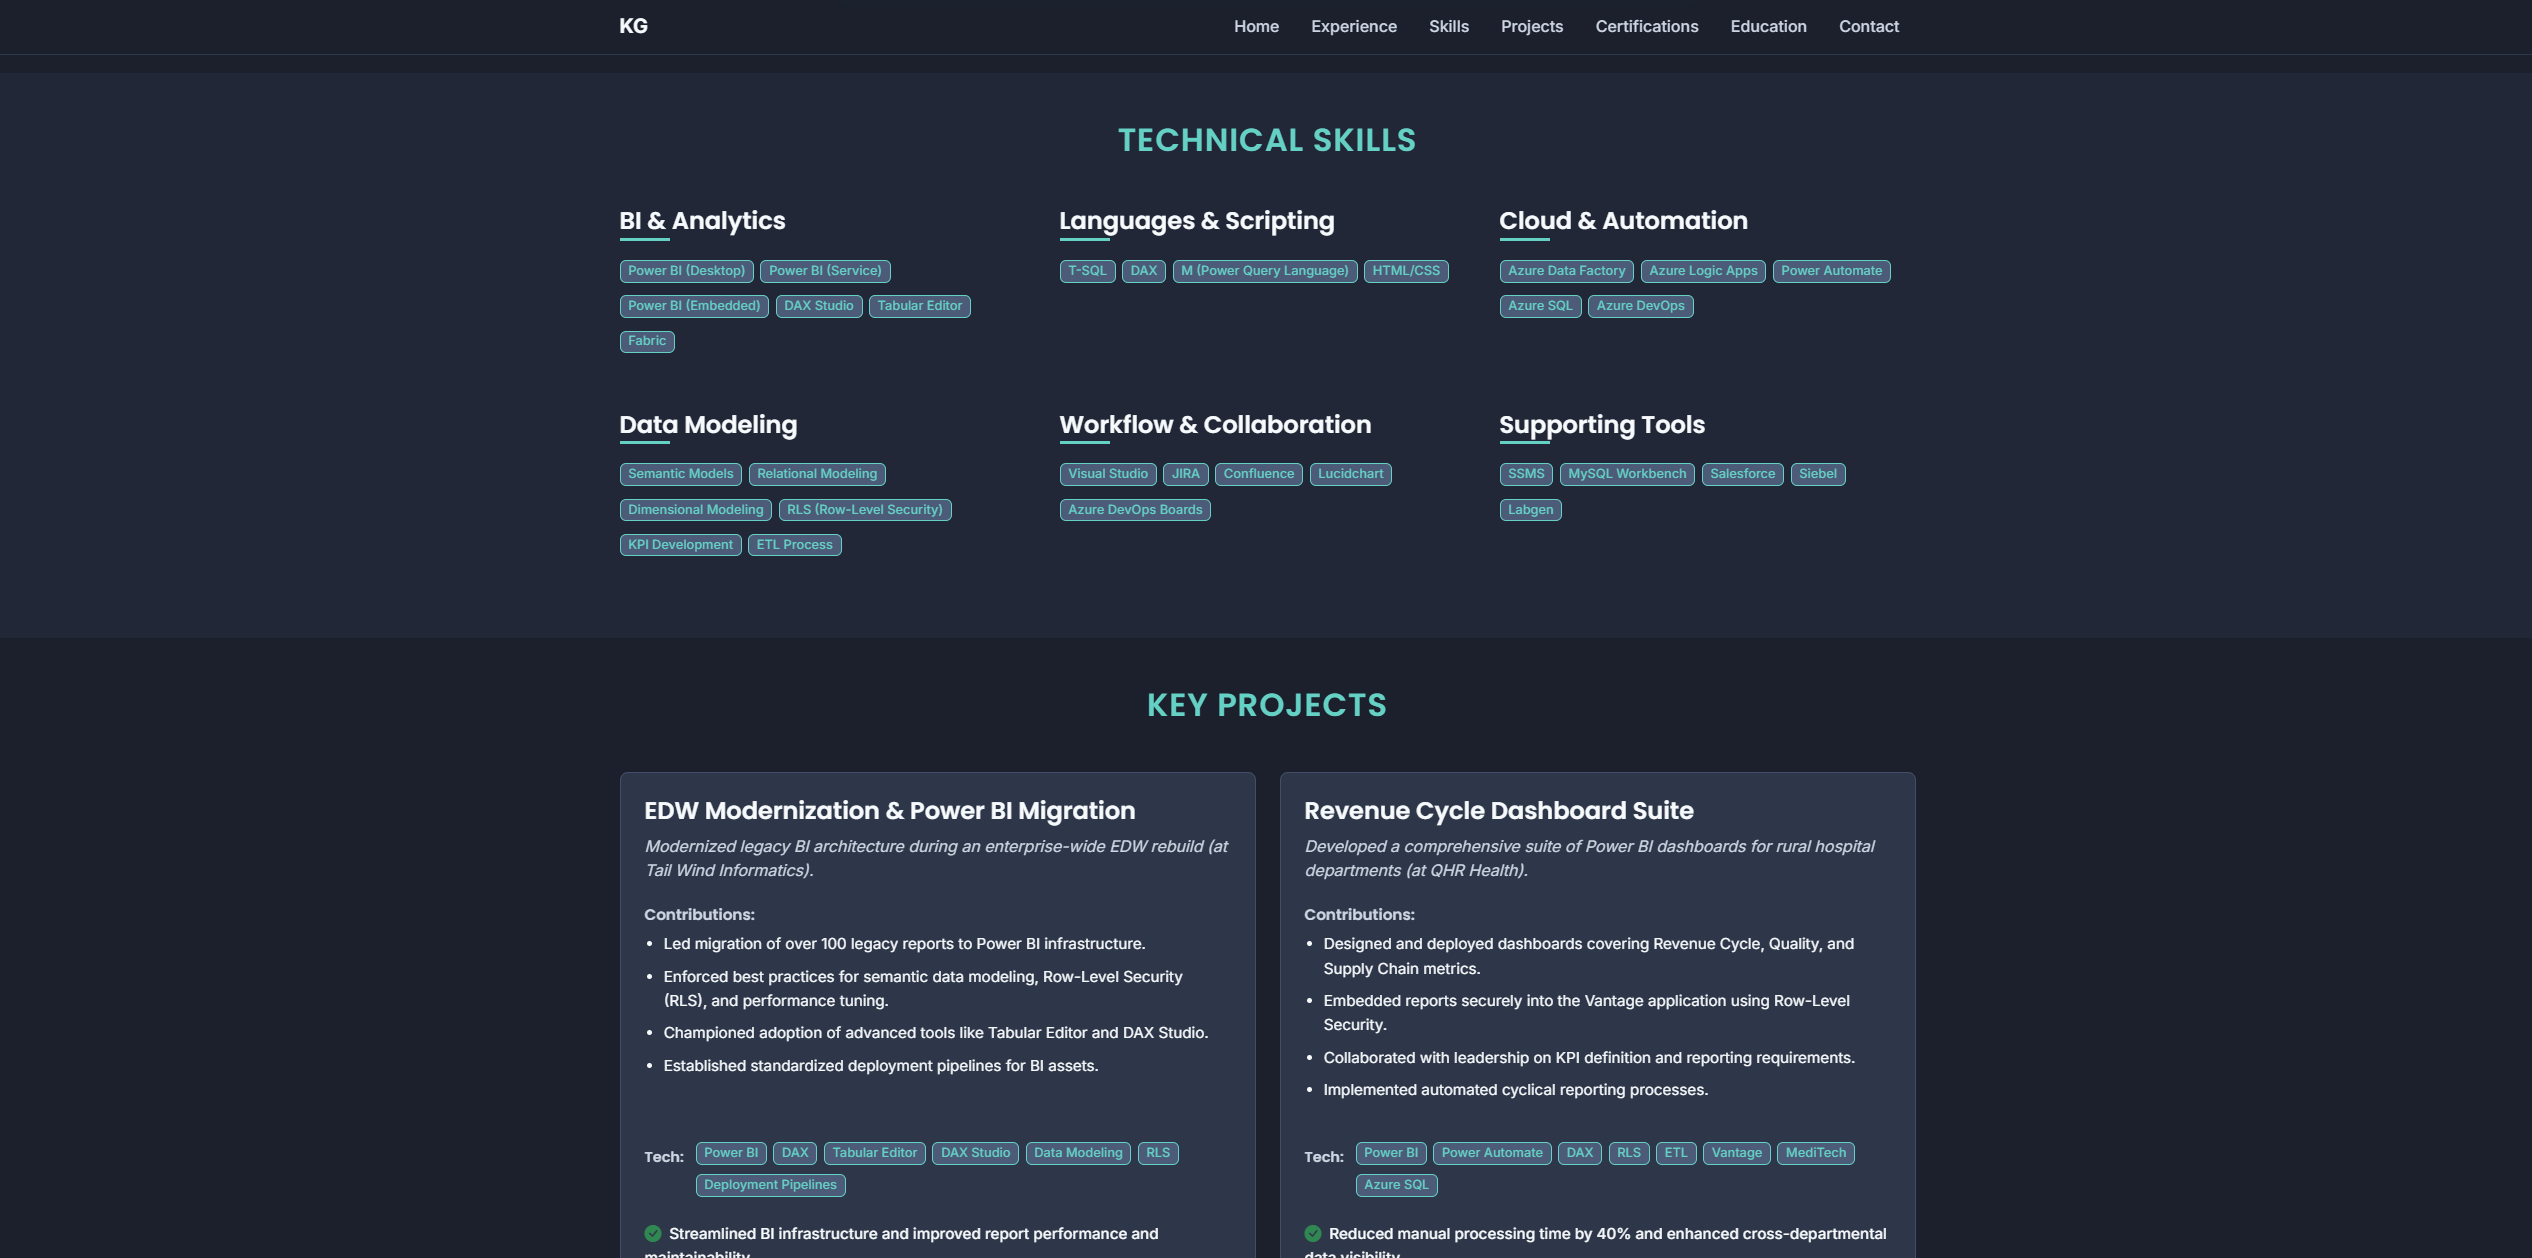 KG
Home Experience Skills Projects Certifications Education Contact
TECHNICAL SKILLS
BI & Analytics
Power BI (Desktop) Power BI (Service)
Power BI (Embedded) DAX Studio Tabular Editor
Fabric
Languages & Scripting
T-SQL DAX M (Power Query Language) HTML/CSS
Cloud & Automation
Azure Data Factory Azure Logic Apps Power Automate
Azure SQL Azure DevOps
Data Modeling
Semantic Models Relational Modeling
Dimensional Modeling RLS (Row-Level Security)
KPI Development ETL Process
Workflow & Collaboration
Visual Studio JIRA Confluence Lucidchart
Azure DevOps Boards
Supporting Tools
SSMS MySQL Workbench Salesforce Siebel
Labgen
KEY PROJECTS
EDW Modernization & Power BI Migration
Modernized legacy BI architecture during an enterprise-wide EDW rebuild (at
Tail Wind Informatics).
Contributions:
• Led migration of over 100 legacy reports to Power BI infrastructure.
• Enforced best practices for semantic data modeling, Row-Level Security
(RLS), and performance tuning.
• Championed adoption of advanced tools like Tabular Editor and DAX Studio.
• Established standardized deployment pipelines for BI assets.
Tech: Power BI DAX Tabular Editor DAX Studio Data Modeling RLS
Deployment Pipelines
Streamlined BI infrastructure and improved report performance and
maintainability
Revenue Cycle Dashboard Suite
Developed a comprehensive suite of Power BI dashboards for rural hospital
departments (at QHR Health).
Contributions:
• Designed and deployed dashboards covering Revenue Cycle, Quality, and
Supply Chain metrics.
• Embedded reports securely into the Vantage application using Row-Level
Security.
• Collaborated with leadership on KPI definition and reporting requirements.
• Implemented automated cyclical reporting processes.
Tech: Power BI Power Automate DAX RLS ETL Vantage MediTech
Azure SQL
Reduced manual processing time by 40% and enhanced cross-departmental
data visibility